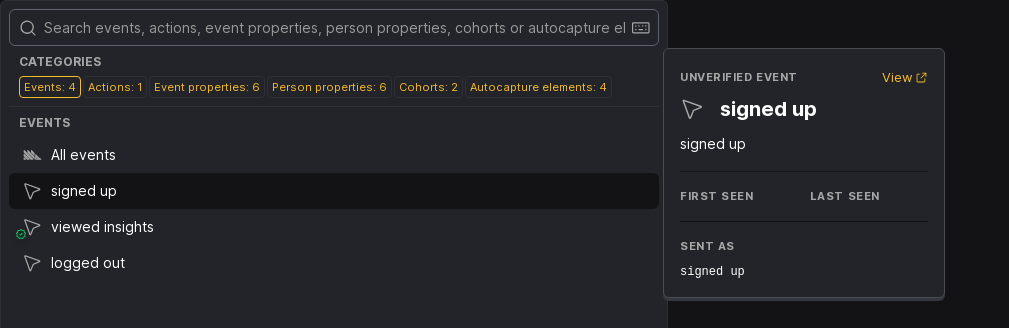 Search events, actions, event properties, person properties, cohorts or autocapture el
CATEGORIES
Events: 4 Actions: 1 Event properties: 6 Person properties: 6 Cohorts: 2 Autocapture elements: 4
EVENTS
All events
signed up
viewed insights
logged out
UNVERIFIED EVENT View
signed up
signed up
FIRST SEEN LAST SEEN
SENT AS
signed up